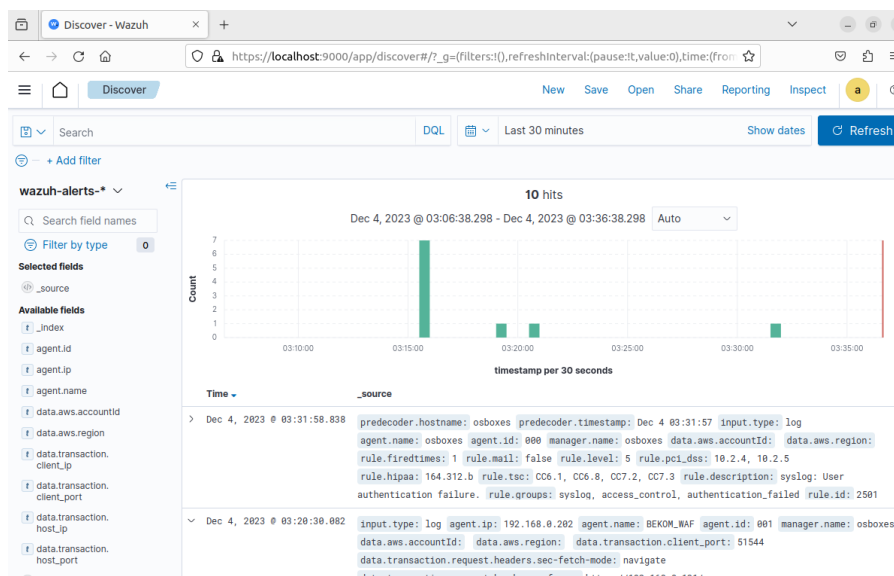 Discover - Wazuh
https://localhost:9000/app/discover#/?_g=(filters:!(),refreshInterval:(pause:!t,value:0),time:(from
Discover New Save Open Share Reporting Inspect a
Search DQL Last 30 minutes Show dates Refresh
+ Add filter
wazuh-alerts-*
Search field names
Filter by type 0
Selected fields
_source
Available fields
t _index
t agent.id
t agent.ip
t agent.name
t data.aws.accountId
t data.aws.region
t data.transaction.
client_ip
t data.transaction.
client_port
t data.transaction.
host_ip
t data.transaction.
host_port
10 hits
Dec 4, 2023 @ 03:06:38.298 - Dec 4, 2023 @ 03:36:38.298 Auto
Count
7
6
5
4
3
2
1
0
03:10:00 03:15:00 03:20:00 03:25:00 03:30:00 03:35:00
timestamp per 30 seconds
Time _source
Dec 4, 2023 @ 03:31:58.838 predecoder.hostname: osboxes predecoder.timestamp: Dec 4 03:31:57 input.type: log
agent.name: osboxes agent.id: 000 manager.name: osboxes data.aws.accountId: data.aws.region:
rule.firedtimes: 1 rule.mail: false rule.level: 5 rule.pci_dss: 10.2.4, 10.2.5
rule.hipaa: 164.312.b rule.tsc: CC6.1, CC6.8, CC7.2, CC7.3 rule.description: syslog: User
authentication failure. rule.groups: syslog, access_control, authentication_failed rule.id: 2501
Dec 4, 2023 @ 03:20:30.082 input.type: log agent.ip: 192.168.0.202 agent.name: BEKOM_WAF agent.id: 001 manager.name: osboxes
data.aws.accountId: data.aws.region: data.transaction.client_port: 51544
data.transaction.request.headers.sec-fetch-mode: navigate